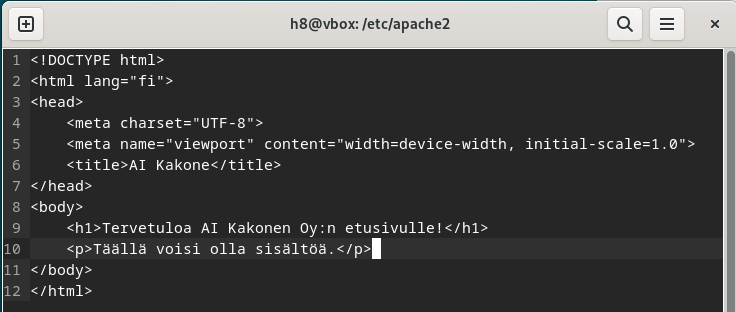 h8@vbox: /etc/apache2
1 <!DOCTYPE html>
2 <html lang="fi">
3 <head>
4     <meta charset="UTF-8">
5     <meta name="viewport" content="width=device-width, initial-scale=1.0">
6     <title>AI Kakone</title>
7 </head>
8 <body>
9     <h1>Tervetuloa AI Kakonen Oy:n etusivulle!</h1>
10     <p>Täällä voisi olla sisältöä.</p>
11 </body>
12 </html>